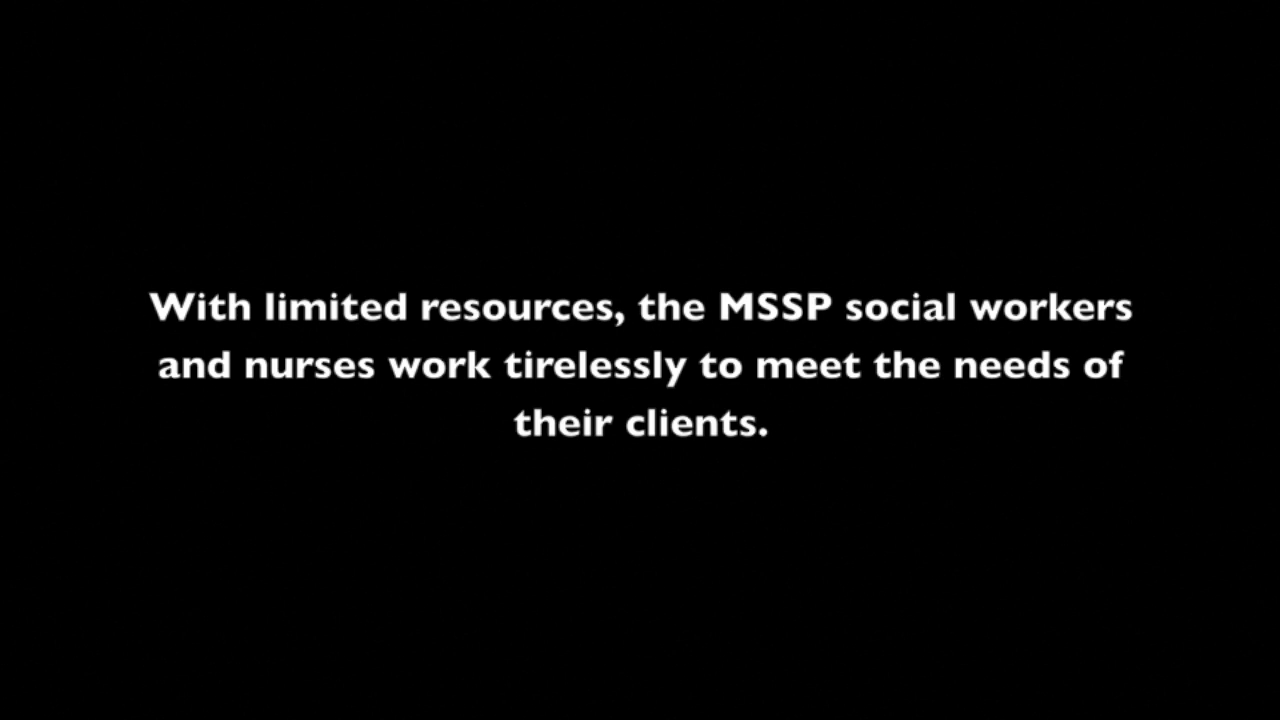 With limited resources, the MSSP social workers
and nurses work tirelessly to meet the needs of
their clients.